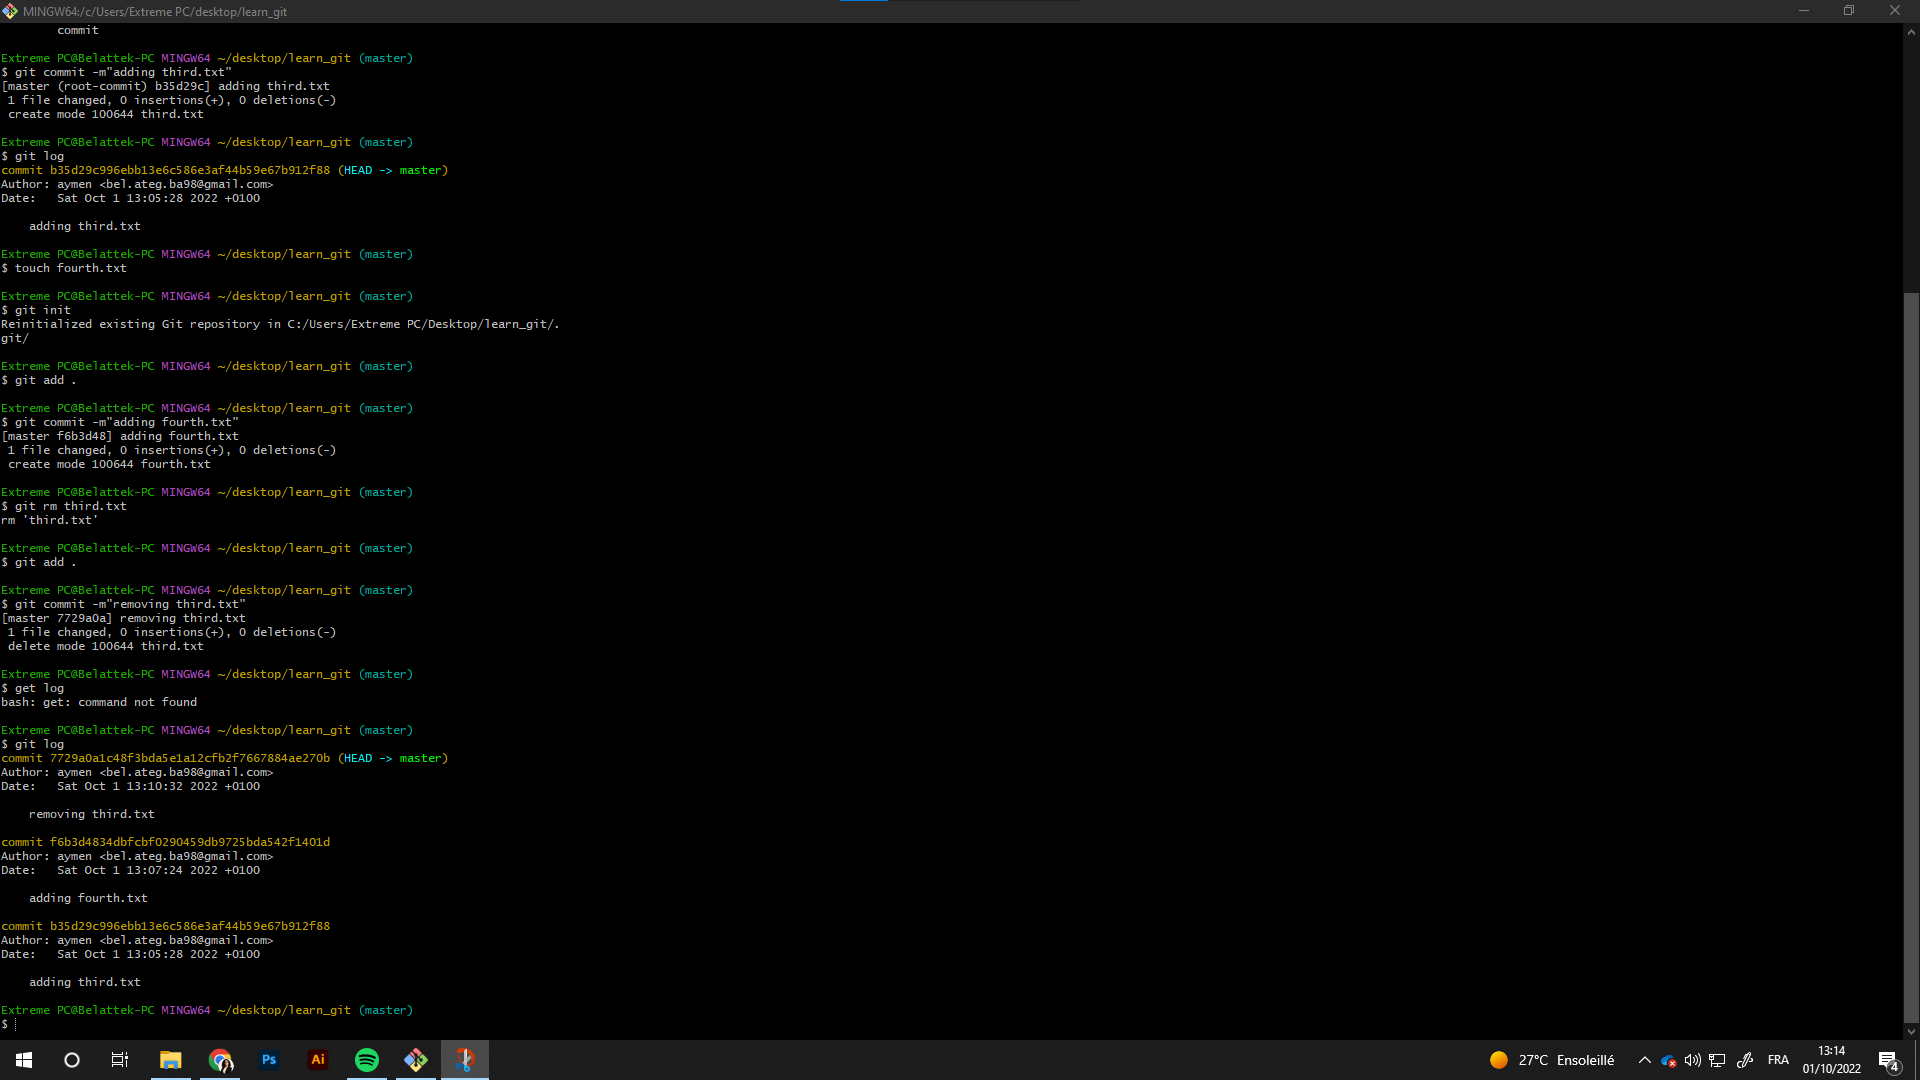 MINGW64:/c/Users/Extreme PC/desktop/learn_git
        commit
Extreme PC@Belattek-PC MINGW64 ~/desktop/learn_git (master)
$ git commit -m"adding third.txt"
[master (root-commit) b35d29c] adding third.txt
 1 file changed, 0 insertions(+), 0 deletions(-)
 create mode 100644 third.txt
Extreme PC@Belattek-PC MINGW64 ~/desktop/learn_git (master)
$ git log
commit b35d29c996ebb13e6c586e3af44b59e67b912f88 (HEAD -> master)
Author: aymen <bel.ateg.ba98@gmail.com>
Date:   Sat Oct 1 13:05:28 2022 +0100
    adding third.txt
Extreme PC@Belattek-PC MINGW64 ~/desktop/learn_git (master)
$ touch fourth.txt
Extreme PC@Belattek-PC MINGW64 ~/desktop/learn_git (master)
$ git init
Reinitialized existing Git repository in C:/Users/Extreme PC/Desktop/learn_git/.
git/
Extreme PC@Belattek-PC MINGW64 ~/desktop/learn_git (master)
$ git add .
Extreme PC@Belattek-PC MINGW64 ~/desktop/learn_git (master)
$ git commit -m"adding fourth.txt"
[master f6b3d48] adding fourth.txt
 1 file changed, 0 insertions(+), 0 deletions(-)
 create mode 100644 fourth.txt
Extreme PC@Belattek-PC MINGW64 ~/desktop/learn_git (master)
$ git rm third.txt
rm 'third.txt'
Extreme PC@Belattek-PC MINGW64 ~/desktop/learn_git (master)
$ git add .
Extreme PC@Belattek-PC MINGW64 ~/desktop/learn_git (master)
$ git commit -m"removing third.txt"
[master 7729a0a] removing third.txt
 1 file changed, 0 insertions(+), 0 deletions(-)
 delete mode 100644 third.txt
Extreme PC@Belattek-PC MINGW64 ~/desktop/learn_git (master)
$ get log
bash: get: command not found
Extreme PC@Belattek-PC MINGW64 ~/desktop/learn_git (master)
$ git log
commit 7729a0a1c48f3bda5e1a12cfb2f7667884ae270b (HEAD -> master)
Author: aymen <bel.ateg.ba98@gmail.com>
Date:   Sat Oct 1 13:10:32 2022 +0100
    removing third.txt
commit f6b3d4834dbfcbf0290459db9725bda542f1401d
Author: aymen <bel.ateg.ba98@gmail.com>
Date:   Sat Oct 1 13:07:24 2022 +0100
    adding fourth.txt
commit b35d29c996ebb13e6c586e3af44b59e67b912f88
Author: aymen <bel.ateg.ba98@gmail.com>
Date:   Sat Oct 1 13:05:28 2022 +0100
    adding third.txt
Extreme PC@Belattek-PC MINGW64 ~/desktop/learn_git (master)
$
Ps
Ai
27°C Ensoleillé
FRA
13:14
01/10/2022
4